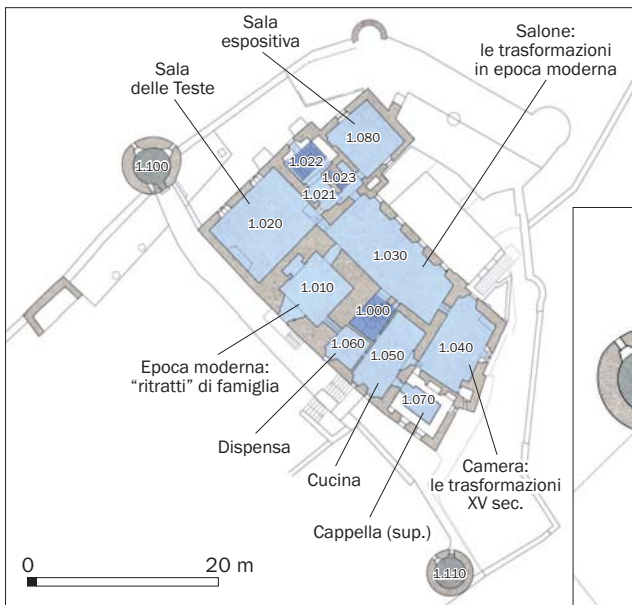 Sala
espositiva
Salone:
le trasformazioni
in epoca moderna
Sala
delle Teste
1.080
1.100
1.022
1.023
1.021
1.020
1.030
1.010
1.000
1.060
1.050
1.040
1.070
Epoca moderna:
“ritratti” di famiglia
Dispensa
Cucina
Cappella (sup.)
Camera:
le trasformazioni
XV sec.
0 20 m
1.110